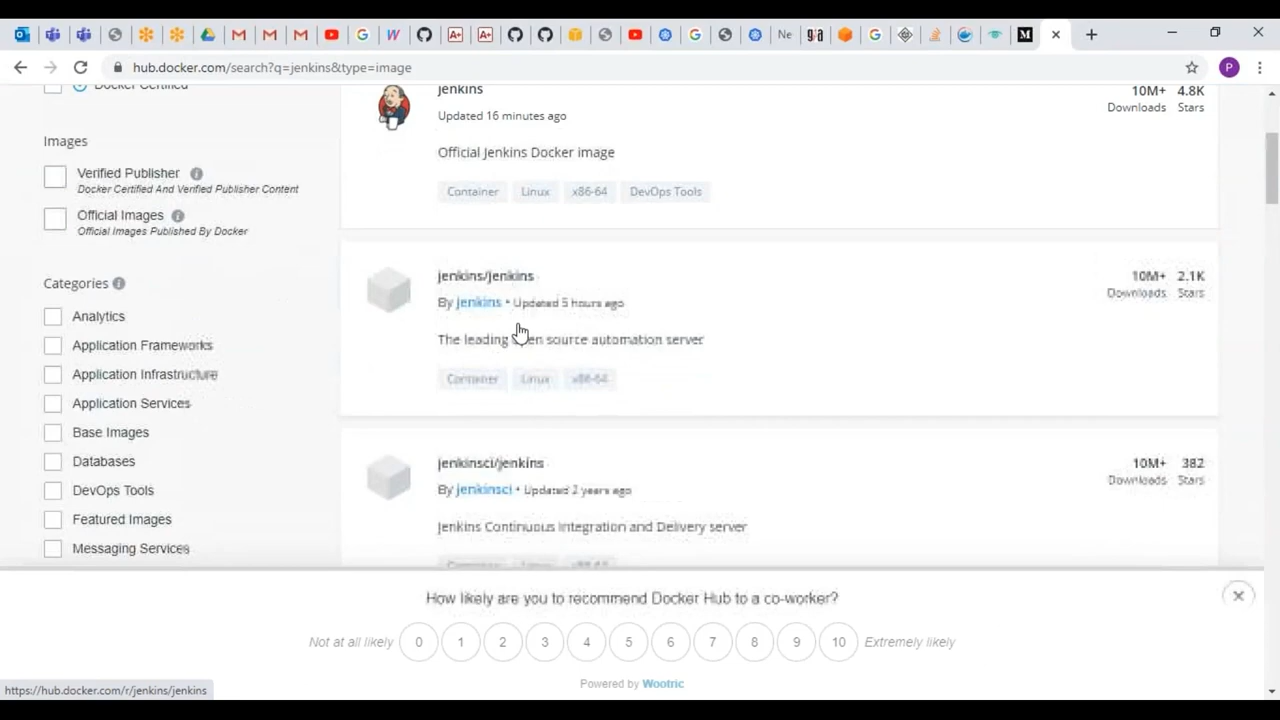 hub.docker.com/search?q=jenkins&type=image
P
Docker Certified
Images
Verified Publisher
Docker Certified And Verified Publisher Content
Official Images
Official Images Published By Docker
Categories
Analytics
Application Frameworks
Application Infrastructure
Application Services
Base Images
Databases
DevOps Tools
Featured Images
Messaging Services
jenkins
Updated 16 minutes ago
Official Jenkins Docker image
Container Linux x86-64 DevOps Tools
10M+ 4.8K
Downloads Stars
jenkins/jenkins
By jenkins • Updated 5 hours ago
The leading open source automation server
Container Linux x86-64
10M+ 2.1K
Downloads Stars
jenkinsci/jenkins
By jenkinsci • Updated 2 years ago
Jenkins Continuous Integration and Delivery server
Container Linux x86-64
10M+ 382
Downloads Stars
How likely are you to recommend Docker Hub to a co-worker?
Not at all likely 0 1 2 3 4 5 6 7 8 9 10 Extremely likely
Powered by Wootric
https://hub.docker.com/r/jenkins/jenkins